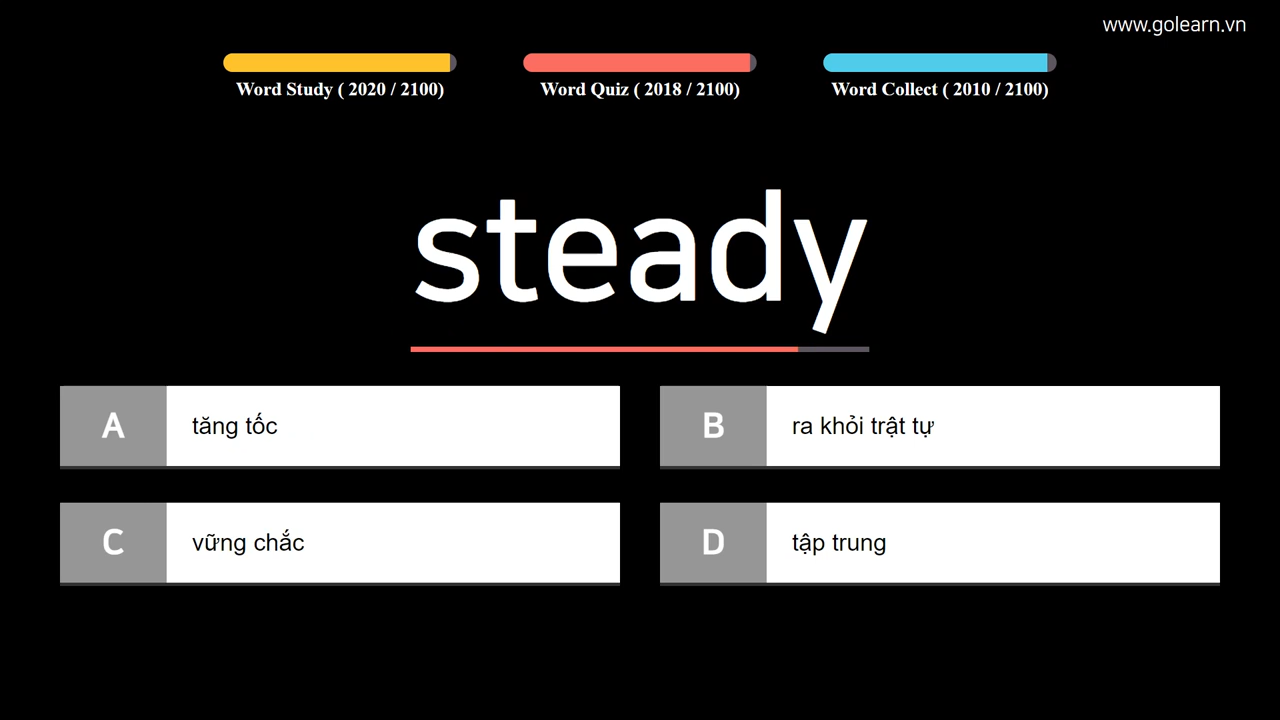 www.golearn.vn
Word Study ( 2020 / 2100)
Word Quiz ( 2018 / 2100)
Word Collect ( 2010 / 2100)
steady
A
tăng tốc
B
ra khỏi trật tự
C
vững chắc
D
tập trung